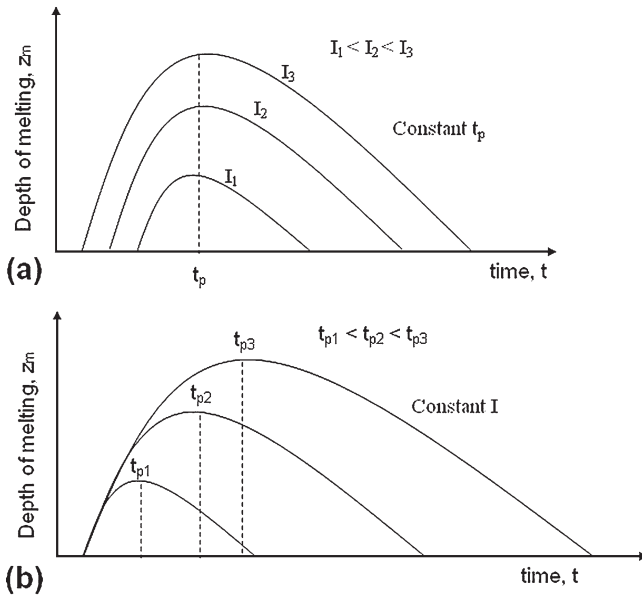 I₁ < I₂ < I₃
I₃
I₂
I₁
Constant tₚ
Depth of melting, zₘ
tₚ
time, t
(a)
tₚ₁ < tₚ₂ < tₚ₃
tₚ₃
tₚ₂
tₚ₁
Constant I
Depth of melting, zₘ
time, t
(b)